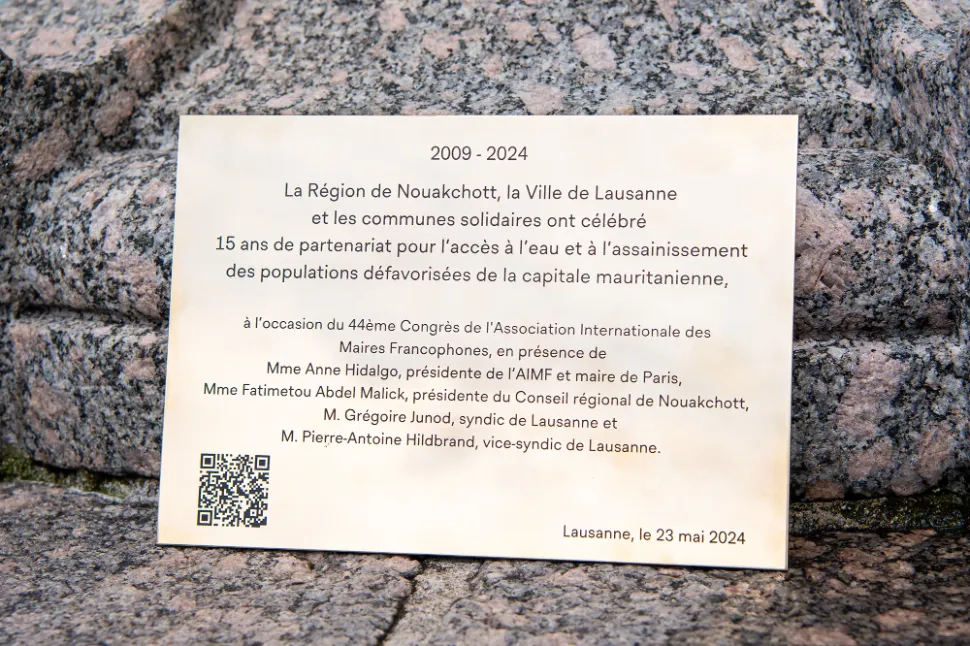 2009 - 2024
La Région de Nouakchott, la Ville de Lausanne
et les communes solidaires ont célébré
15 ans de partenariat pour l'accès à l'eau et à l'assainissement
des populations défavorisées de la capitale mauritanienne,
à l'occasion du 44ème Congrès de l'Association Internationale des
Maires Francophones, en présence de
Mme Anne Hidalgo, présidente de l'AIMF et maire de Paris,
Mme Fatimetou Abdel Malick, présidente du Conseil régional de Nouakchott,
M. Grégoire Junod, syndic de Lausanne et
M. Pierre-Antoine Hildbrand, vice-syndic de Lausanne.
Lausanne, le 23 mai 2024